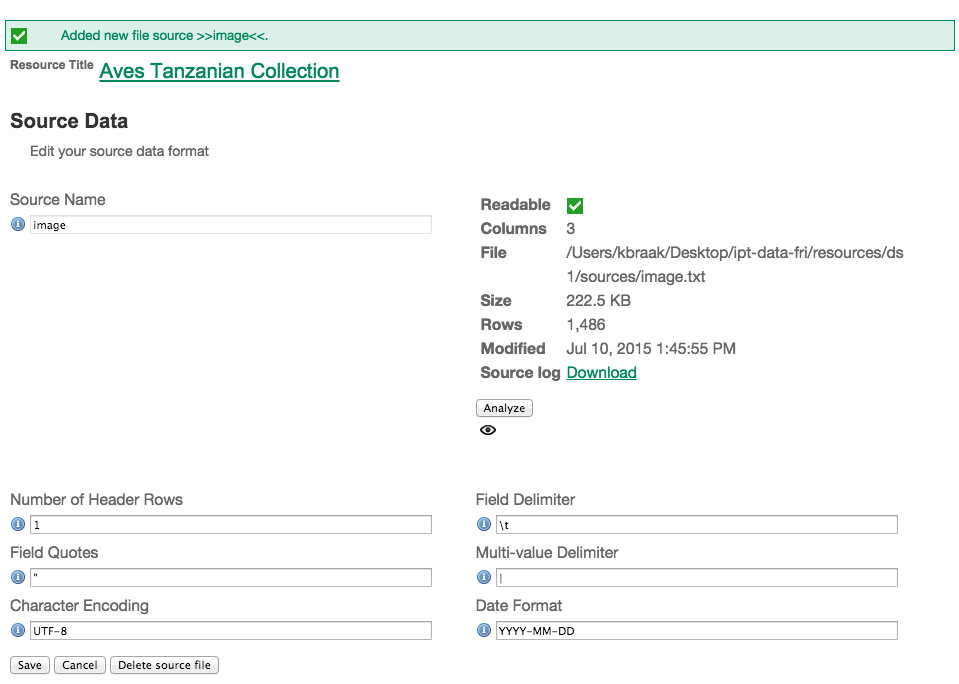 Added new file source >>image<<.
Resource Title Aves Tanzanian Collection
Source Data
Edit your source data format
Source Name
image
Readable
Columns 3
File /Users/kbraak/Desktop/ipt-data-fri/resources/ds
1/sources/image.txt
Size 222.5 KB
Rows 1,486
Modified Jul 10, 2015 1:45:55 PM
Source log Download
Analyze
Number of Header Rows
1
Field Delimiter
\t
Field Quotes
"
Multi-value Delimiter
|
Character Encoding
UTF-8
Date Format
YYYY-MM-DD
Save Cancel Delete source file